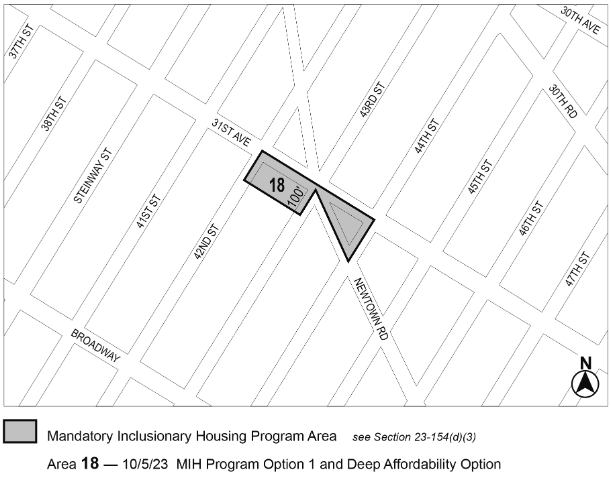 30TH AVE
37TH ST
38TH ST
STEINWAY ST
41ST ST
42ND ST
31ST AVE
43RD ST
44TH ST
45TH ST
46TH ST
47TH ST
30TH RD
18
100'
NEWTOWN RD
BROADWAY
N
Mandatory Inclusionary Housing Program Area see Section 23-154(d)(3)
Area 18 — 10/5/23 MIH Program Option 1 and Deep Affordability Option